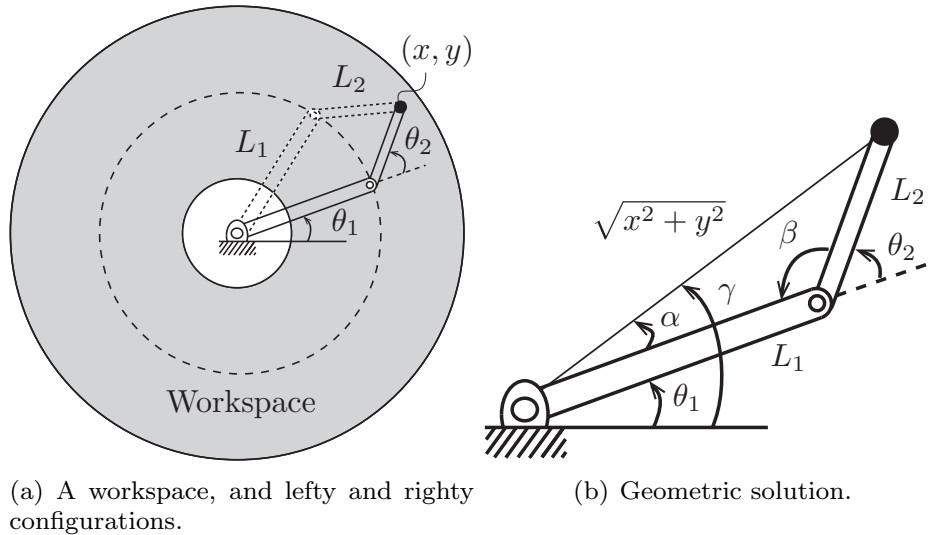 (x, y)
L₂
L₁
θ₂
θ₁
Workspace
√x² + y²
β
L₂
θ₂
γ
α
L₁
θ₁
(a) A workspace, and lefty and righty
configurations.
(b) Geometric solution.